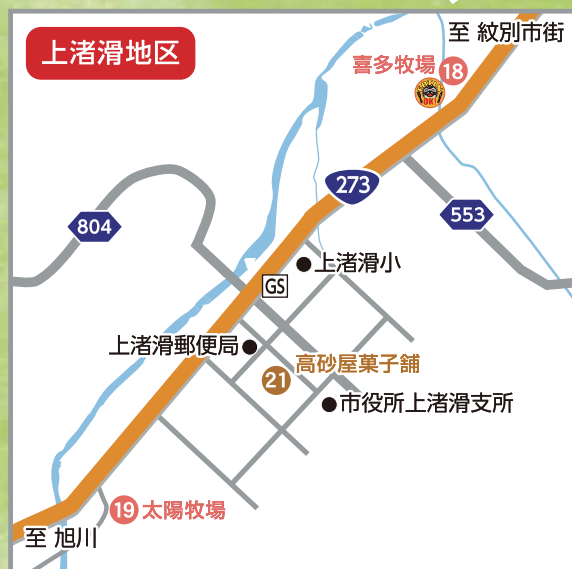 上渚滑地区
至 紋別市街
喜多牧場
18
OK!
273
804
553
上渚滑小
GS
上渚滑郵便局
高砂屋菓子舗
21
市役所上渚滑支所
19 太陽牧場
至 旭川